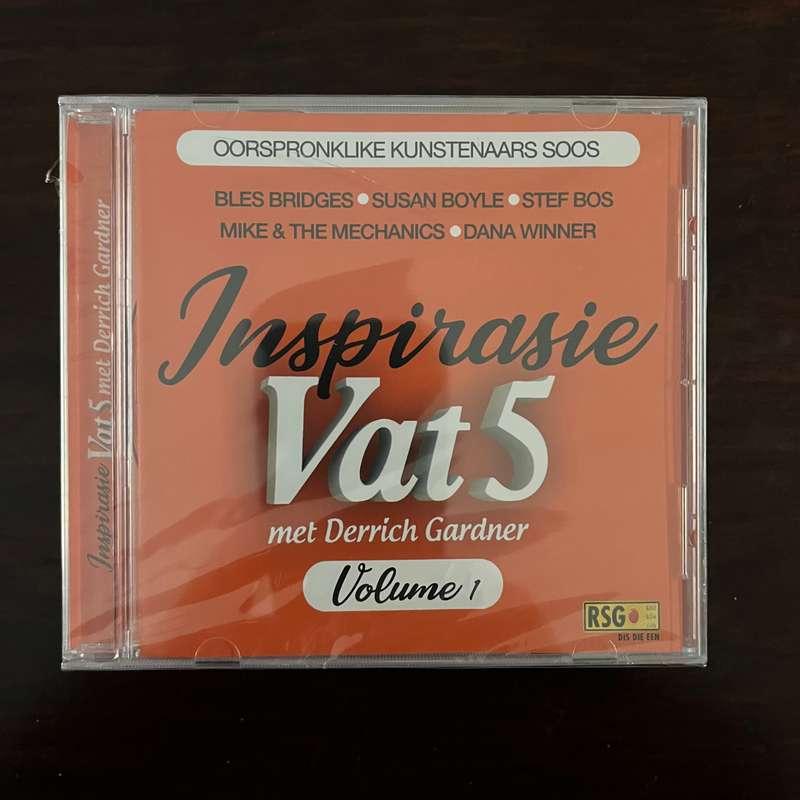 OORSPRONKLIKE KUNSTENAARS SOOS
BLES BRIDGES • SUSAN BOYLE • STEF BOS
MIKE & THE MECHANICS • DANA WINNER
Inspirasie
Vat 5
met Derrich Gardner
Volume 1
RSG
DIS DIE EEN
Inspirasie Vat 5 met Derrich Gardner